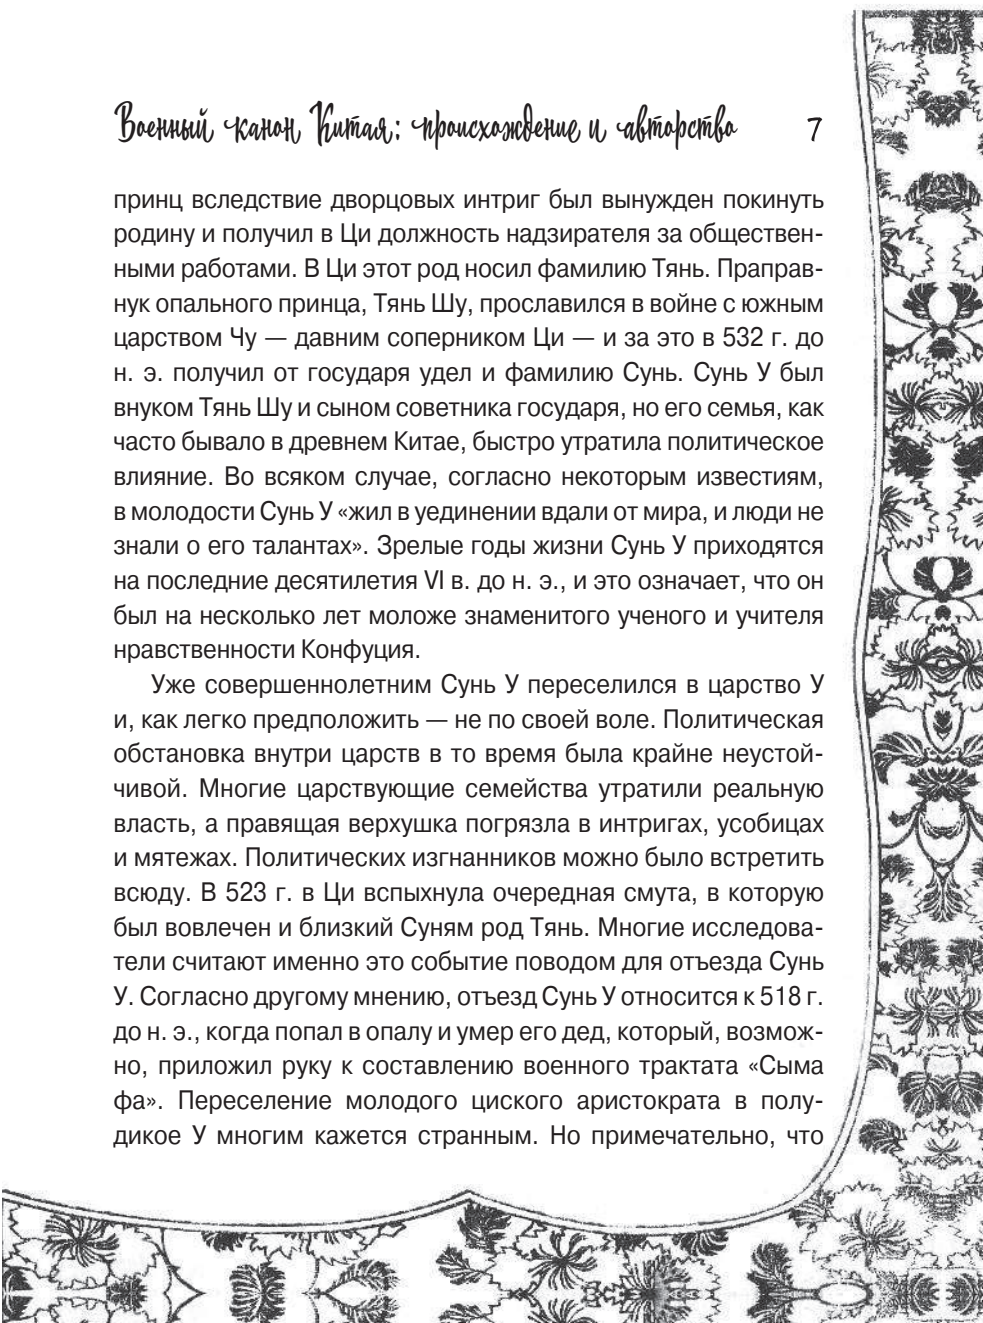 Военный канон Китая: происхождение и авторство 7
принц вследствие дворцовых интриг был вынужден покинуть
родину и получил в Ци должность надзирателя за обществен-
ными работами. В Ци этот род носил фамилию Тянь. Праправ-
нук опального принца, Тянь Шу, прославился в войне с южным
царством Чу — давним соперником Ци — и за это в 532 г. до
н. э. получил от государя удел и фамилию Сунь. Сунь У был
внуком Тянь Шу и сыном советника государя, но его семья, как
часто бывало в древнем Китае, быстро утратила политическое
влияние. Во всяком случае, согласно некоторым известиям,
в молодости Сунь У «жил в уединении вдали от мира, и люди не
знали о его талантах». Зрелые годы жизни Сунь У приходятся
на последние десятилетия VI в. до н. э., и это означает, что он
был на несколько лет моложе знаменитого ученого и учителя
нравственности Конфуция.
Уже совершеннолетним Сунь У переселился в царство У
и, как легко предположить — не по своей воле. Политическая
обстановка внутри царств в то время была крайне неустой-
чивой. Многие царствующие семейства утратили реальную
власть, а правящая верхушка погрязла в интригах, усобицах
и мятежах. Политических изгнанников можно было встретить
всюду. В 523 г. в Ци вспыхнула очередная смута, в которую
был вовлечен и близкий Суням род Тянь. Многие исследова-
тели считают именно это событие поводом для отъезда Сунь
У. Согласно другому мнению, отъезд Сунь У относится к 518 г.
до н. э., когда попал в опалу и умер его дед, который, возмож-
но, приложил руку к составлению военного трактата «Сыма
фа». Переселение молодого циского аристократа в полу-
дикое У многим кажется странным. Но примечательно, что